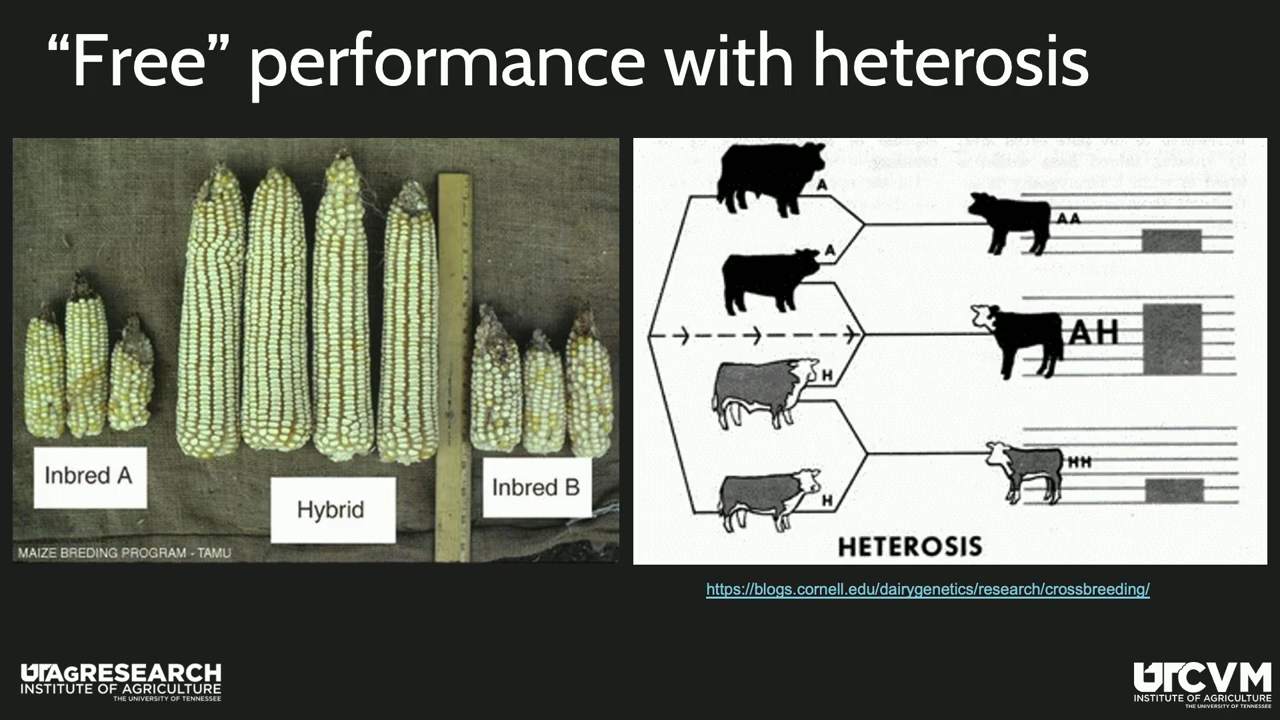 “Free” performance with heterosis
Inbred A
Hybrid
Inbred B
MAIZE BREDING PROGRAM - TAMU
A
A
H
H
AA
AH
HH
HETEROSIS
https://blogs.cornell.edu/dairygenetics/research/crossbreeding/
UTAGRESEARCH
INSTITUTE OF AGRICULTURE
THE UNIVERSITY OF TENNESSEE
UTCVM
INSTITUTE OF AGRICULTURE
THE UNIVERSITY OF TENNESSEE